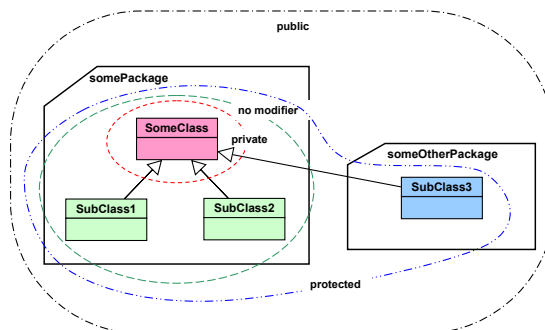 public
somePackage
no modifier
SomeClass
private
someOtherPackage
SubClass1
SubClass2
SubClass3
protected